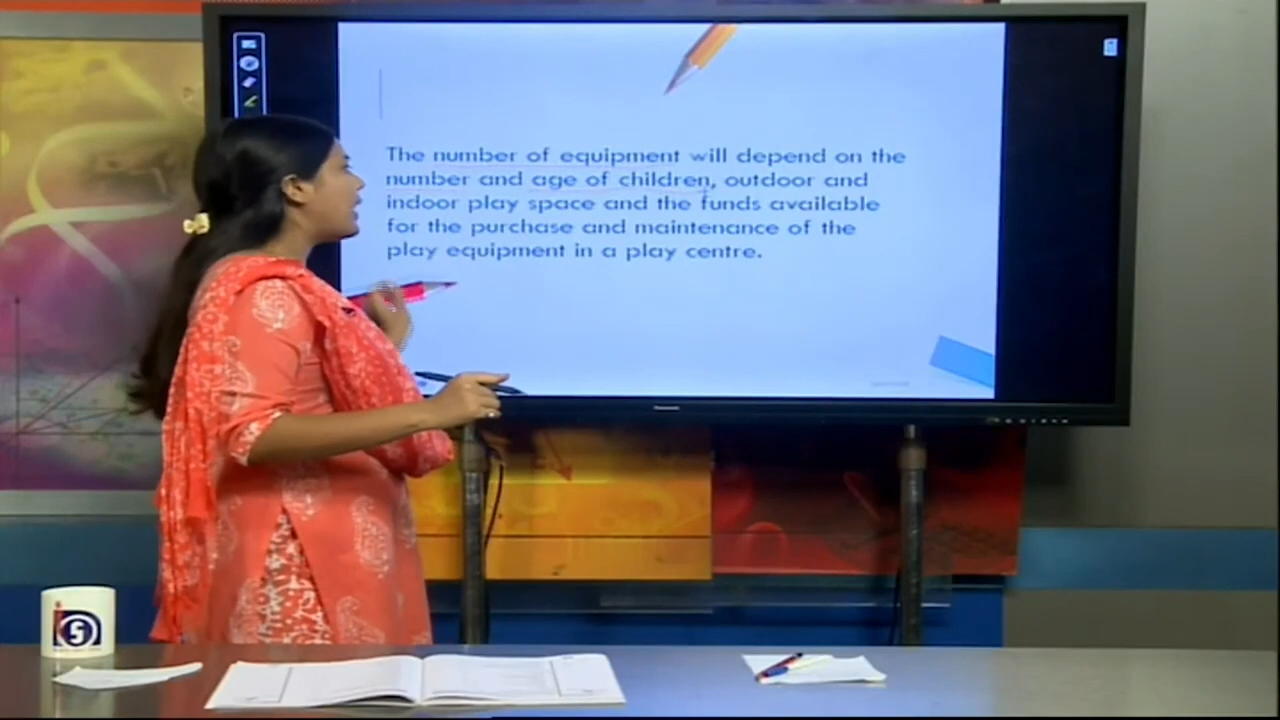 The number of equipment will depend on the
number and age of children, outdoor and
indoor play space and the funds available
for the purchase and maintenance of the
play equipment in a play centre.